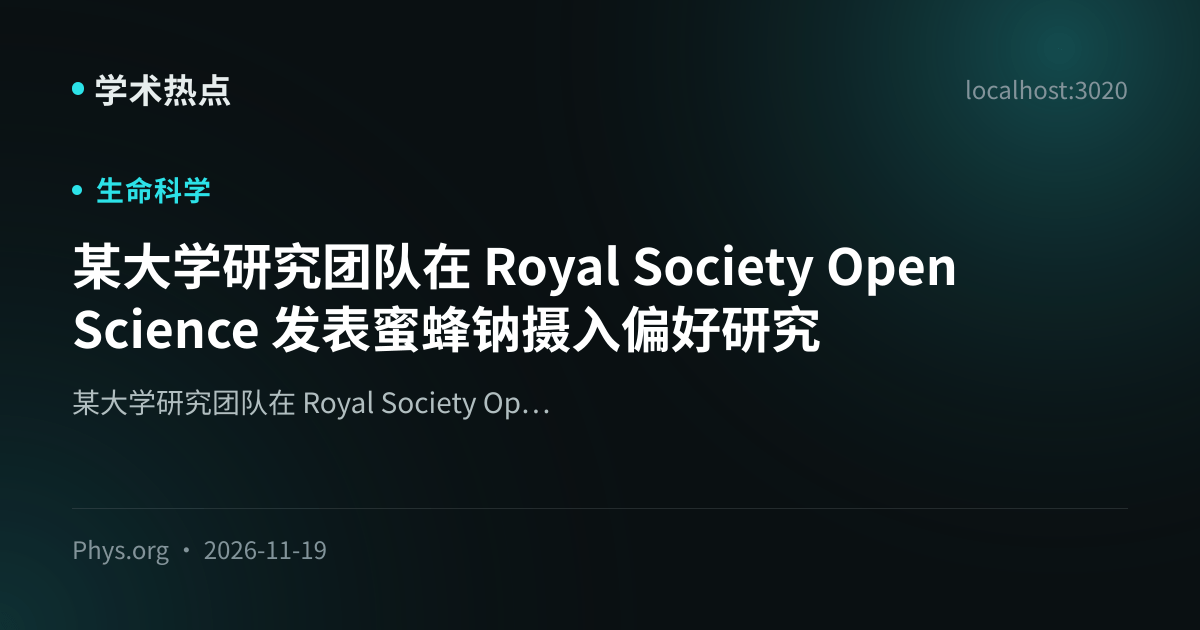 学术热点
localhost:3020
生命科学
某大学研究团队在 Royal Society Open
Science 发表蜜蜂钠摄入偏好研究
某大学研究团队在 Royal Society Op…
Phys.org · 2026-11-19